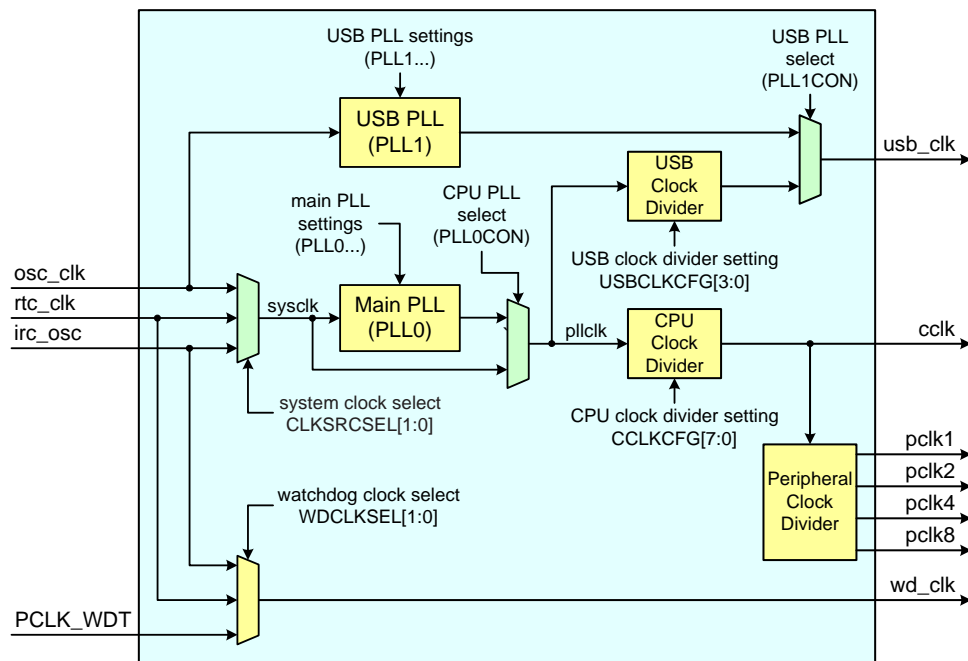 USB PLL settings
(PLL1...)
USB PLL
select
(PLL1CON)
USB PLL
(PLL1)
usb_clk
USB
Clock
Divider
main PLL
settings
(PLL0...)
CPU PLL
select
(PLL0CON)
USB clock divider setting
USBCLKCFG[3:0]
osc_clk
rtc_clk
irc_osc
sysclk
Main PLL
(PLL0)
pllclk
CPU
Clock
Divider
cclk
system clock select
CLKSRCSEL[1:0]
CPU clock divider setting
CCLKCFG[7:0]
Peripheral
Clock
Divider
pclk1
pclk2
pclk4
pclk8
watchdog clock select
WDCLKSEL[1:0]
wd_clk
PCLK_WDT